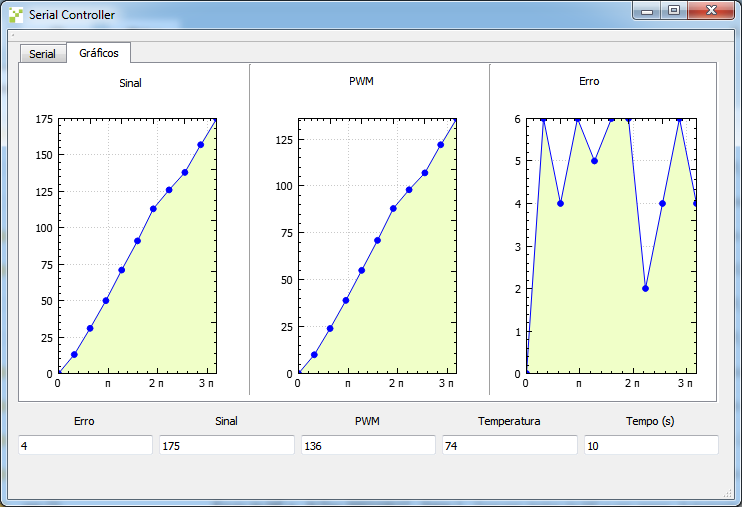 Serial Controller
Serial Gráficos
Sinal PWM Erro
175
150
125
100
75
50
25
0
0 π 2 π 3 π
125
100
75
50
25
0
0 π 2 π 3 π
6
5
4
3
2
1
0
0 π 2 π 3 π
Erro Sinal PWM Temperatura Tempo (s)
4 175 136 74 10